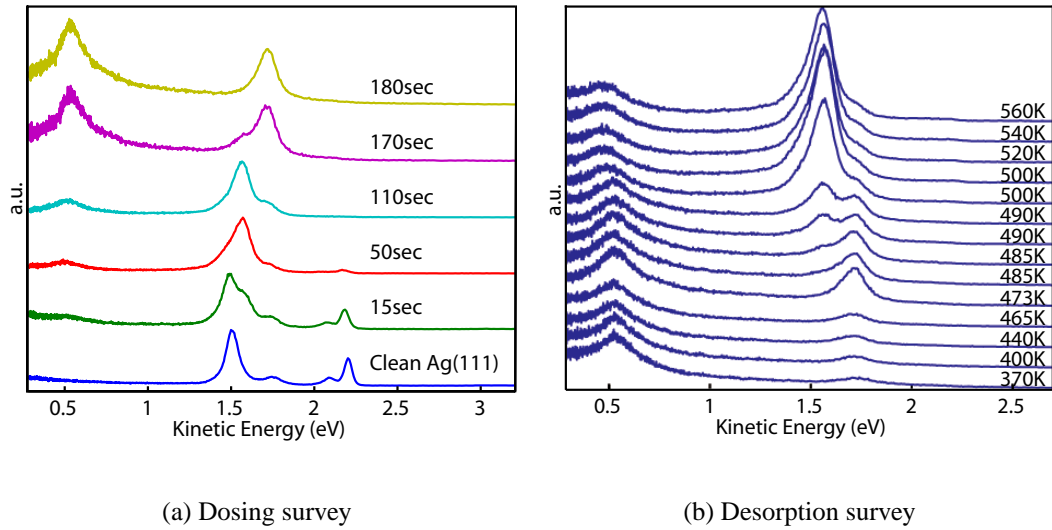 180sec
170sec
110sec
50sec
15sec
Clean Ag(111)
a.u.
0.5 1 1.5 2 2.5 3
Kinetic Energy (eV)
560K
540K
520K
500K
500K
490K
490K
485K
485K
473K
465K
440K
400K
370K
a.u.
0.5 1 1.5 2 2.5
Kinetic Energy (eV)
(a) Dosing survey
(b) Desorption survey